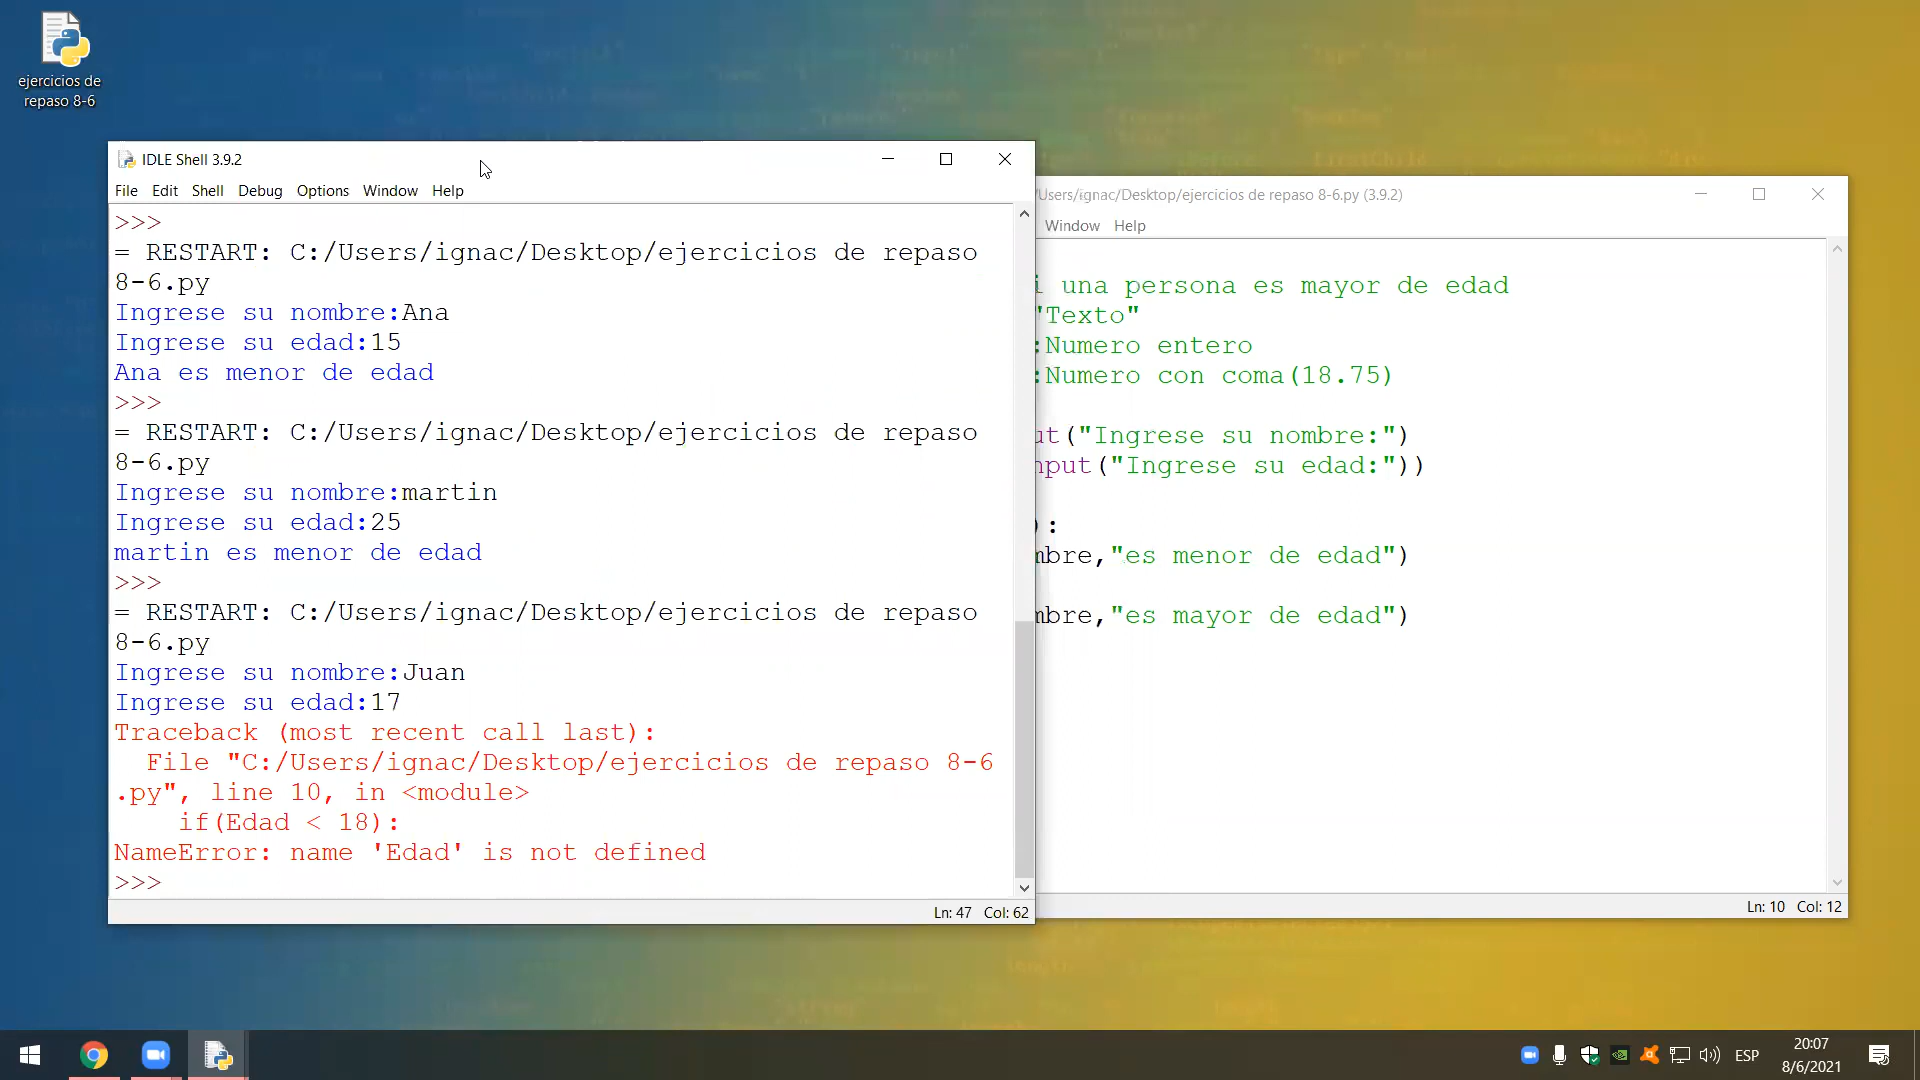 ejercicios de
repaso 8-6
IDLE Shell 3.9.2
File Edit Shell Debug Options Window Help
>>>
= RESTART: C:/Users/ignac/Desktop/ejercicios de repaso
8-6.py
Ingrese su nombre:Ana
Ingrese su edad:15
Ana es menor de edad
>>>
= RESTART: C:/Users/ignac/Desktop/ejercicios de repaso
8-6.py
Ingrese su nombre:martin
Ingrese su edad:25
martin es menor de edad
>>>
= RESTART: C:/Users/ignac/Desktop/ejercicios de repaso
8-6.py
Ingrese su nombre:Juan
Ingrese su edad:17
Traceback (most recent call last):
File "C:/Users/ignac/Desktop/ejercicios de repaso 8-6
.py", line 10, in <module>
if(Edad < 18):
NameError: name 'Edad' is not defined
>>>
Ln: 47 Col: 62
/Users/ignac/Desktop/ejercicios de repaso 8-6.py (3.9.2)
Window Help
i una persona es mayor de edad
"Texto"
:Numero entero
:Numero con coma(18.75)
ut("Ingrese su nombre:")
nput("Ingrese su edad:"))
):
mbre,"es menor de edad")
mbre,"es mayor de edad")
Ln: 10 Col: 12
ESP
20:07
8/6/2021